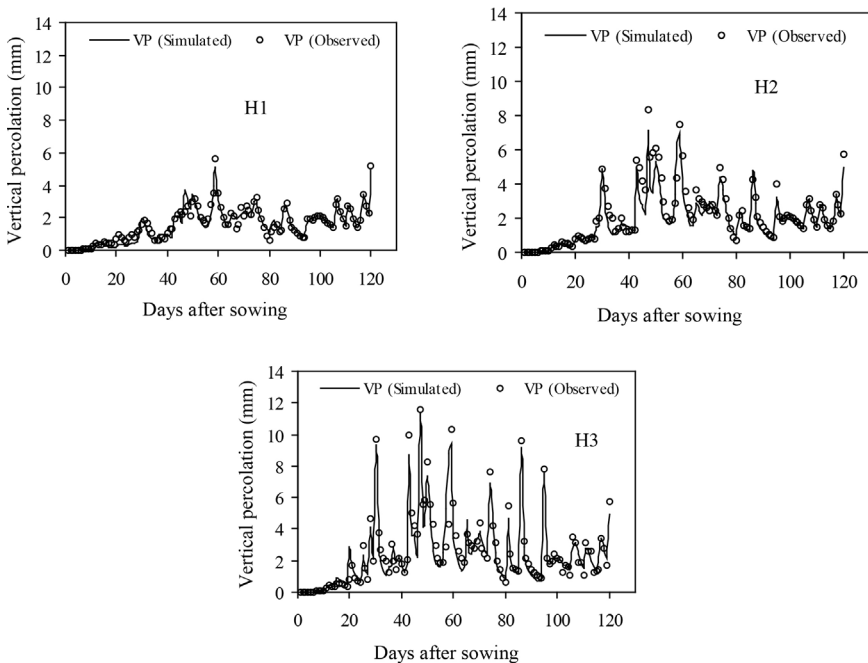 14
12
10
8
6
4
2
0
Vertical percolation (mm)
VP (Simulated) VP (Observed)
H1
0 20 40 60 80 100 120
Days after sowing
14
12
10
8
6
4
2
0
Vertical percolation (mm)
VP (Simulated) VP (Observed)
H2
0 20 40 60 80 100 120
Days after sowing
14
12
10
8
6
4
2
0
Vertical percolation (mm)
VP (Simulated) VP (Observed)
H3
0 20 40 60 80 100 120
Days after sowing